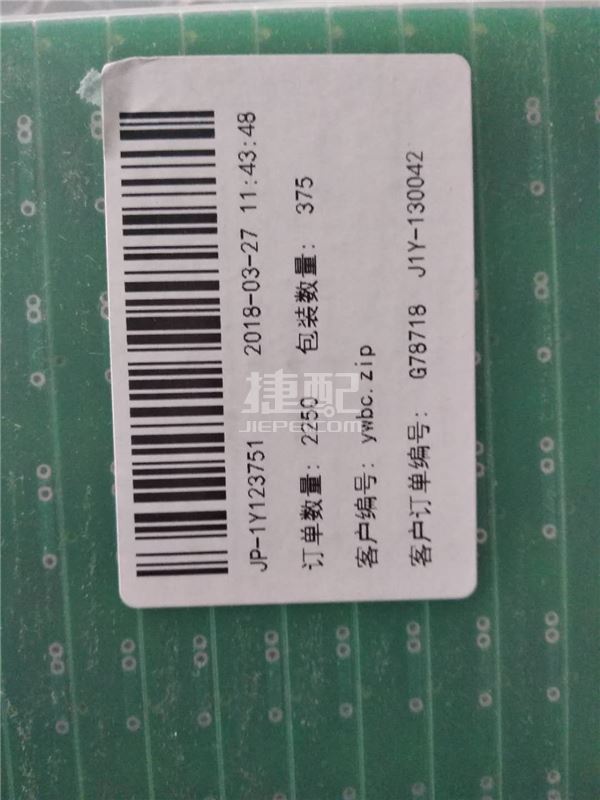 JP-1Y123751 2018-03-27 11:43:48
订单数量: 2250 包装数量: 375
客户编号: ywbc.zip
客户订单编号: G78718 J1Y-130042
捷配
JIEPEI.COM